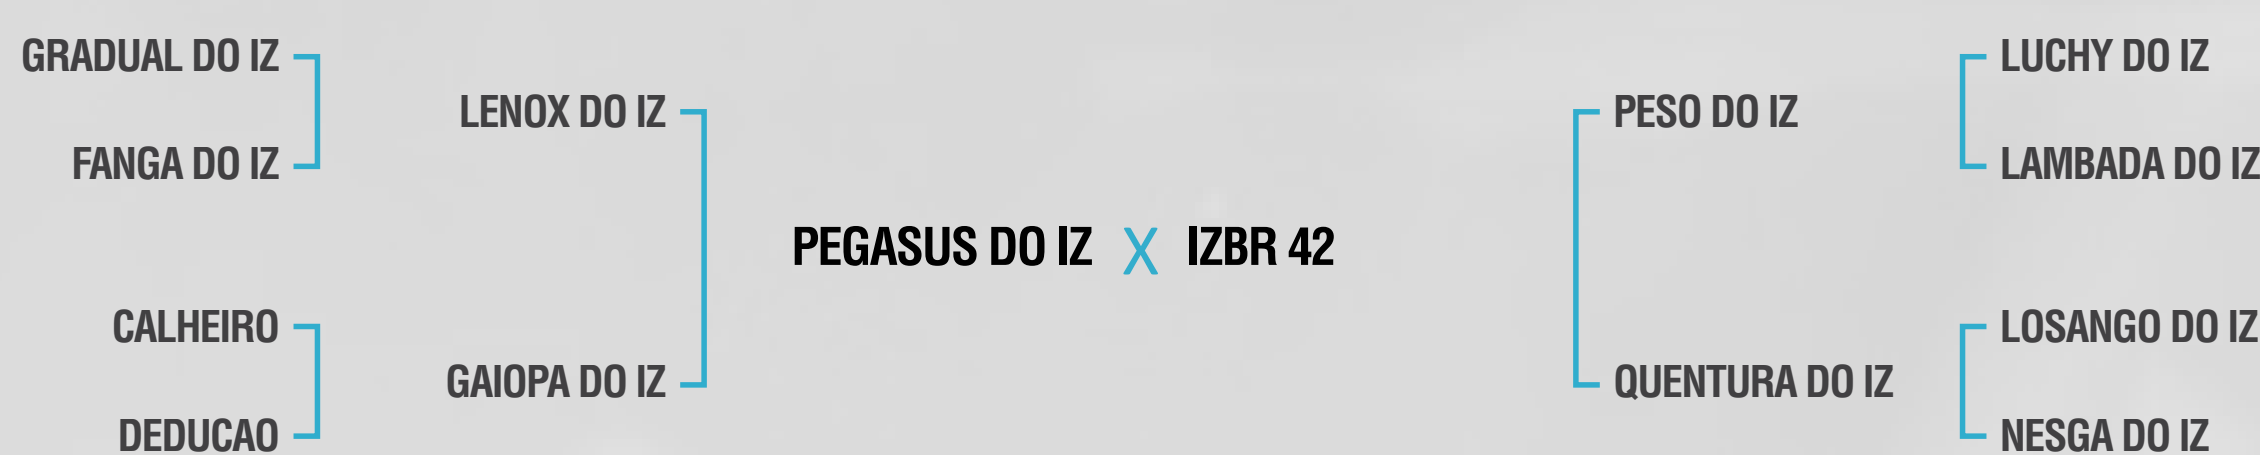 GRADUAL DO IZ
FANGA DO IZ
LENOX DO IZ
CALHEIRO
DEDUCAO
GAIOPA DO IZ
PEGASUS DO IZ X IZBR 42
PESO DO IZ
LUCHY DO IZ
LAMBADA DO IZ
QUENTURA DO IZ
LOSANGO DO IZ
NESGA DO IZ